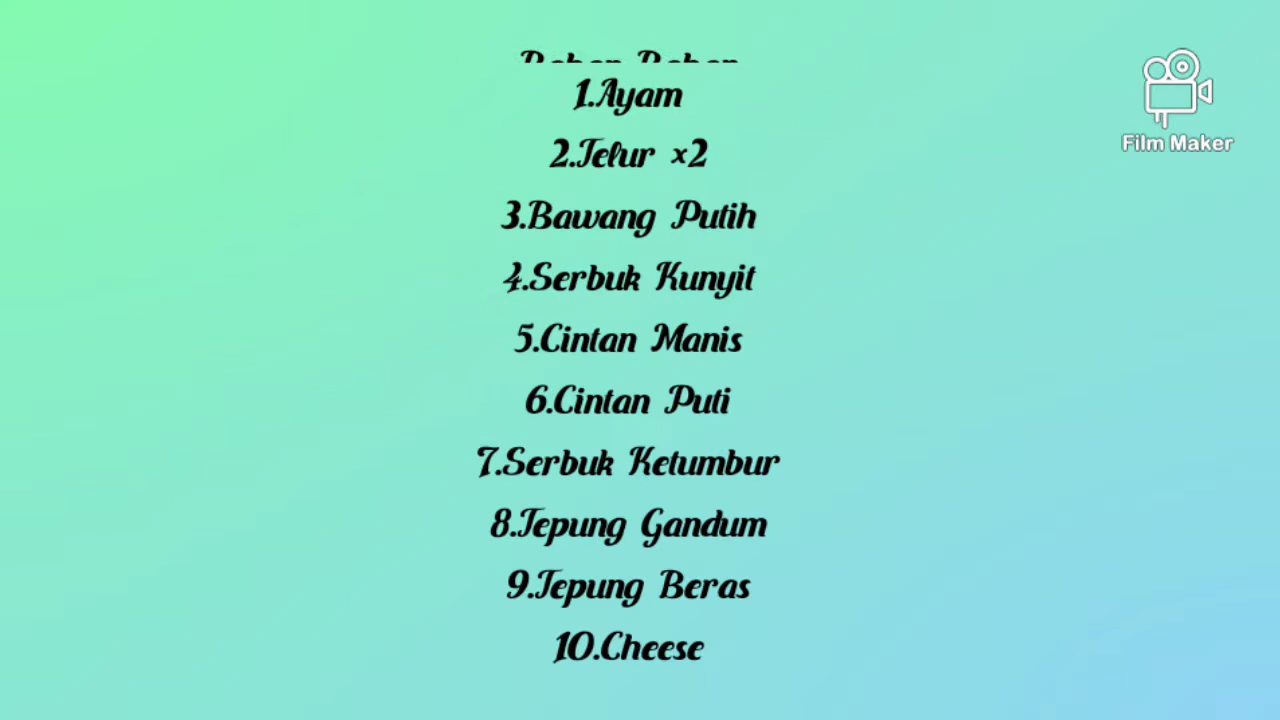 1.Ayam
2.Telur ×2
3.Bawang Putih
4.Serbuk Kunyit
5.Cintan Manis
6.Cintan Puti
7.Serbuk Ketumbur
8.Tepung Gandum
9.Tepung Beras
10.Cheese
Film Maker